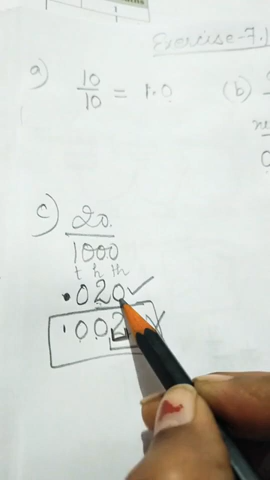 Exercise-7.1
a) 10/10 = 1.0
(b)
c) 20/1000
t h th
.020 ✓
.002